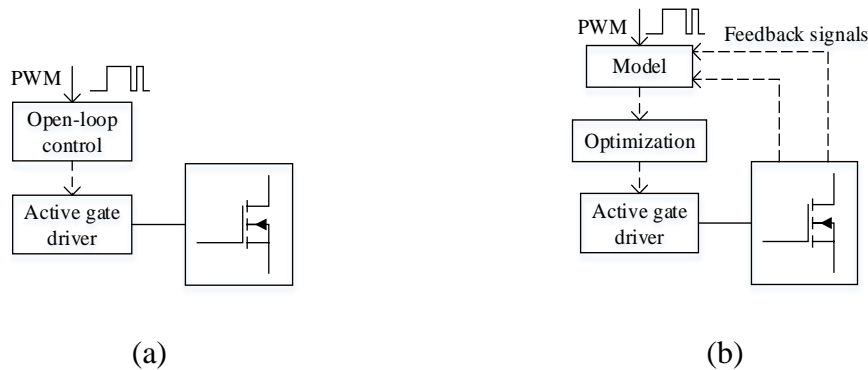 PWM
Open-loop
control
Active gate
driver
(a)
PWM
Feedback signals
Model
Optimization
Active gate
driver
(b)